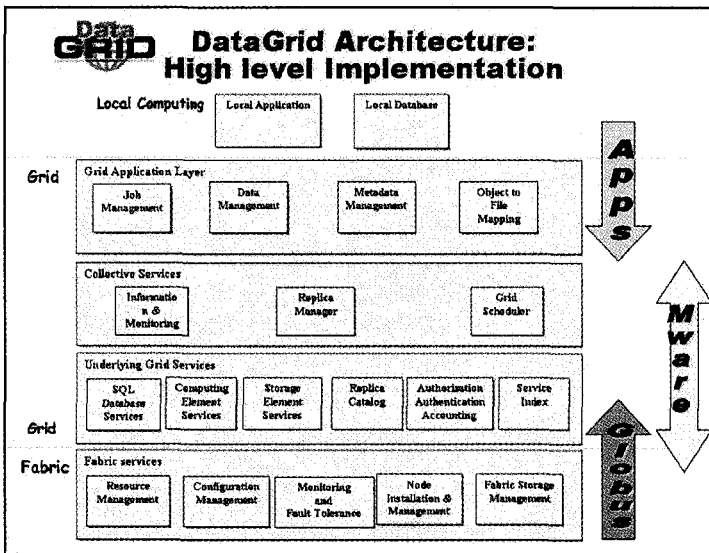 Data
GRID
DataGrid Architecture:
High level Implementation
Local Computing
Local Application
Local Database
Grid
Grid Application Layer
Job
Management
Data
Management
Metadata
Management
Object to
File
Mapping
Apps
Collective Services
Informatio
n &
Monitoring
Replica
Manager
Grid
Scheduler
Mware
Underlying Grid Services
SQL
Database
Services
Computing
Element
Services
Storage
Element
Services
Replica
Catalog
Authorization
Authentication
Accounting
Service
Index
Grid
Globus
Fabric
Fabric services
Resource
Management
Configuration
Management
Monitoring
and
Fault Tolerance
Node
Installation &
Management
Fabric Storage
Management